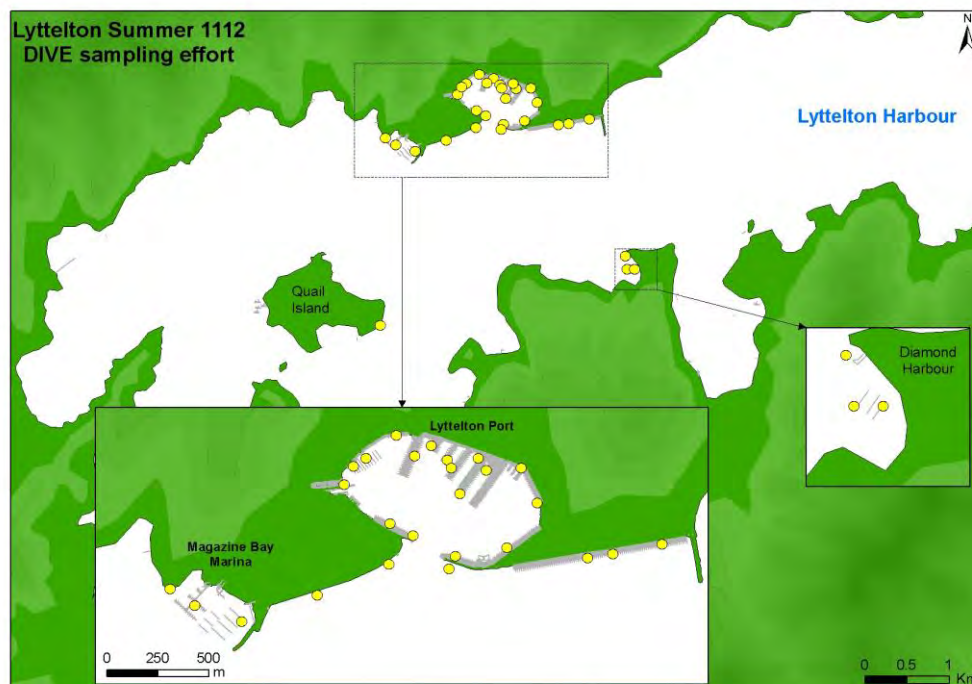 Lyttelton Summer 1112
DIVE sampling effort
N
Lyttelton Harbour
Quail
Island
Diamond
Harbour
Lyttelton Port
Magazine Bay
Marina
0 250 500
m
0 0.5 1
Km